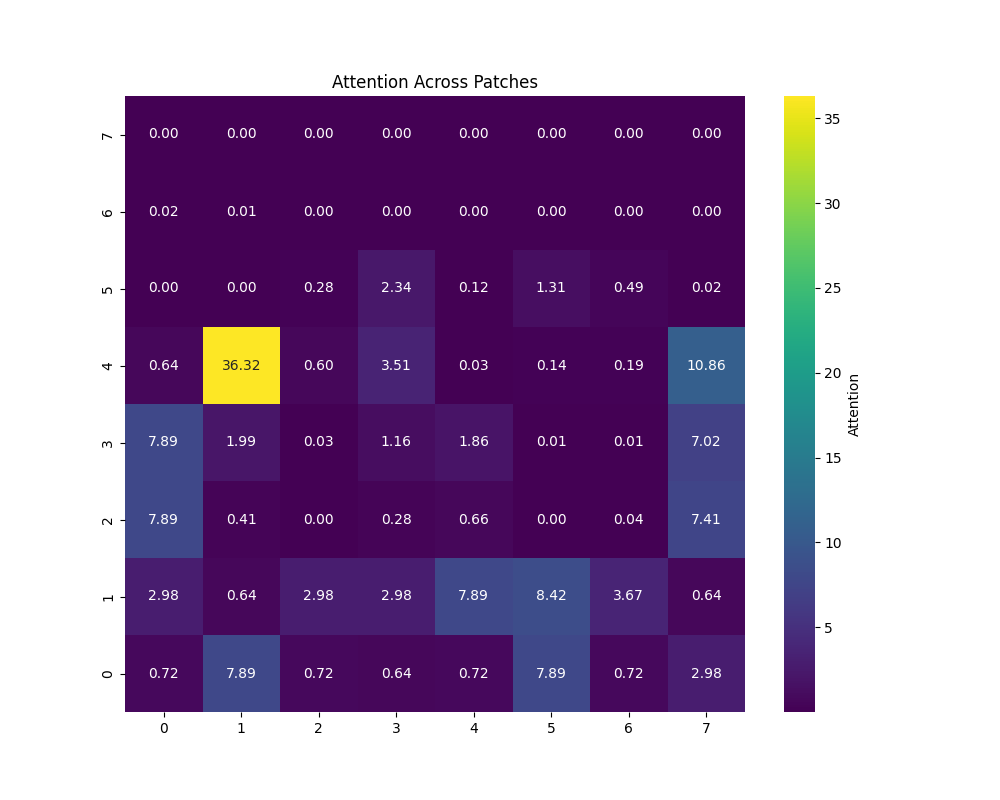 Attention Across Patches
7 0.00 0.00 0.00 0.00 0.00 0.00 0.00 0.00
6 0.02 0.01 0.00 0.00 0.00 0.00 0.00 0.00
5 0.00 0.00 0.28 2.34 0.12 1.31 0.49 0.02
4 0.64 36.32 0.60 3.51 0.03 0.14 0.19 10.86
3 7.89 1.99 0.03 1.16 1.86 0.01 0.01 7.02
2 7.89 0.41 0.00 0.28 0.66 0.00 0.04 7.41
1 2.98 0.64 2.98 2.98 7.89 8.42 3.67 0.64
0 0.72 7.89 0.72 0.64 0.72 7.89 0.72 2.98
0 1 2 3 4 5 6 7
35
30
25
20
15
10
5
Attention